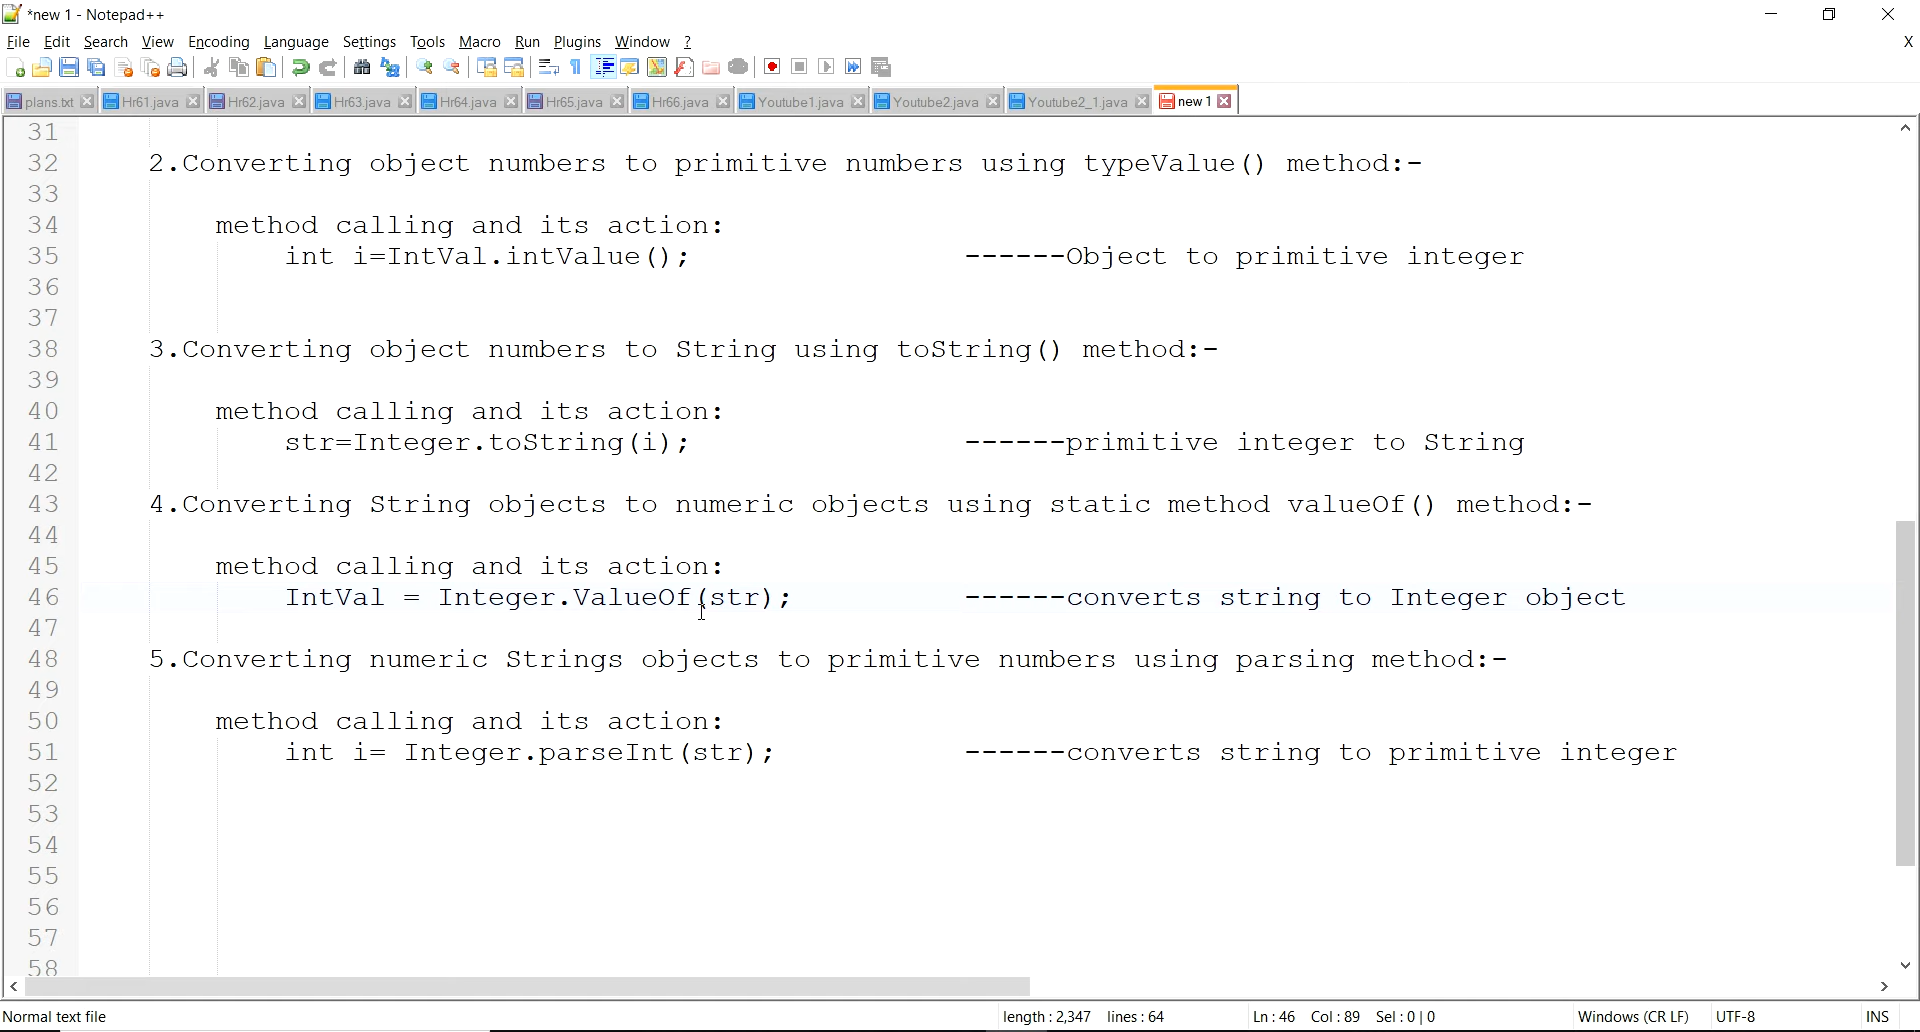 *new 1 - Notepad++
File Edit Search View Encoding Language Settings Tools Macro Run Plugins Window ?
X
plans.txt Hr61.java Hr62.java Hr63.java Hr64.java Hr65.java Hr66.java Youtube1.java Youtube2.java Youtube2_1.java new 1
31
32 2.Converting object numbers to primitive numbers using typeValue() method:-
33
34 method calling and its action:
35 int i=IntVal.intValue(); ------Object to primitive integer
36
37
38 3.Converting object numbers to String using toString() method:-
39
40 method calling and its action:
41 str=Integer.toString(i); ------primitive integer to String
42
43 4.Converting String objects to numeric objects using static method valueOf() method:-
44
45 method calling and its action:
46 IntVal = Integer.ValueOf(str); ------converts string to Integer object
47
48 5.Converting numeric Strings objects to primitive numbers using parsing method:-
49
50 method calling and its action:
51 int i= Integer.parseInt(str); ------converts string to primitive integer
52
53
54
55
56
57
58
Normal text file length : 2,347 lines : 64 Ln : 46 Col : 89 Sel : 0 | 0 Windows (CR LF) UTF-8 INS